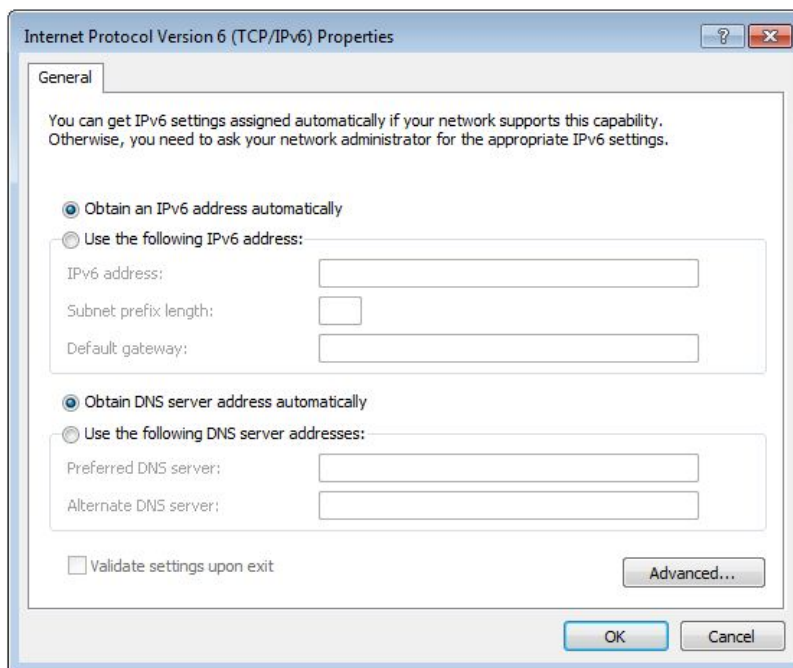 Internet Protocol Version 6 (TCP/IPv6) Properties
General
You can get IPv6 settings assigned automatically if your network supports this capability.
Otherwise, you need to ask your network administrator for the appropriate IPv6 settings.
Obtain an IPv6 address automatically
Use the following IPv6 address:
IPv6 address:
Subnet prefix length:
Default gateway:
Obtain DNS server address automatically
Use the following DNS server addresses:
Preferred DNS server:
Alternate DNS server:
Validate settings upon exit
Advanced...
OK
Cancel